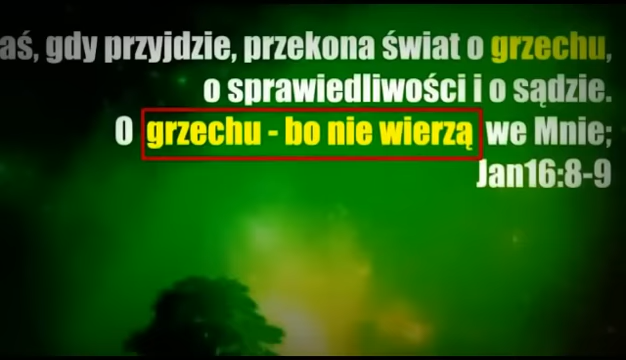 aś, gdy przyjdzie, przekona świat o grzechu,
o sprawiedliwości i o sądzie.
O grzechu - bo nie wierzą we Mnie;
Jan16:8-9